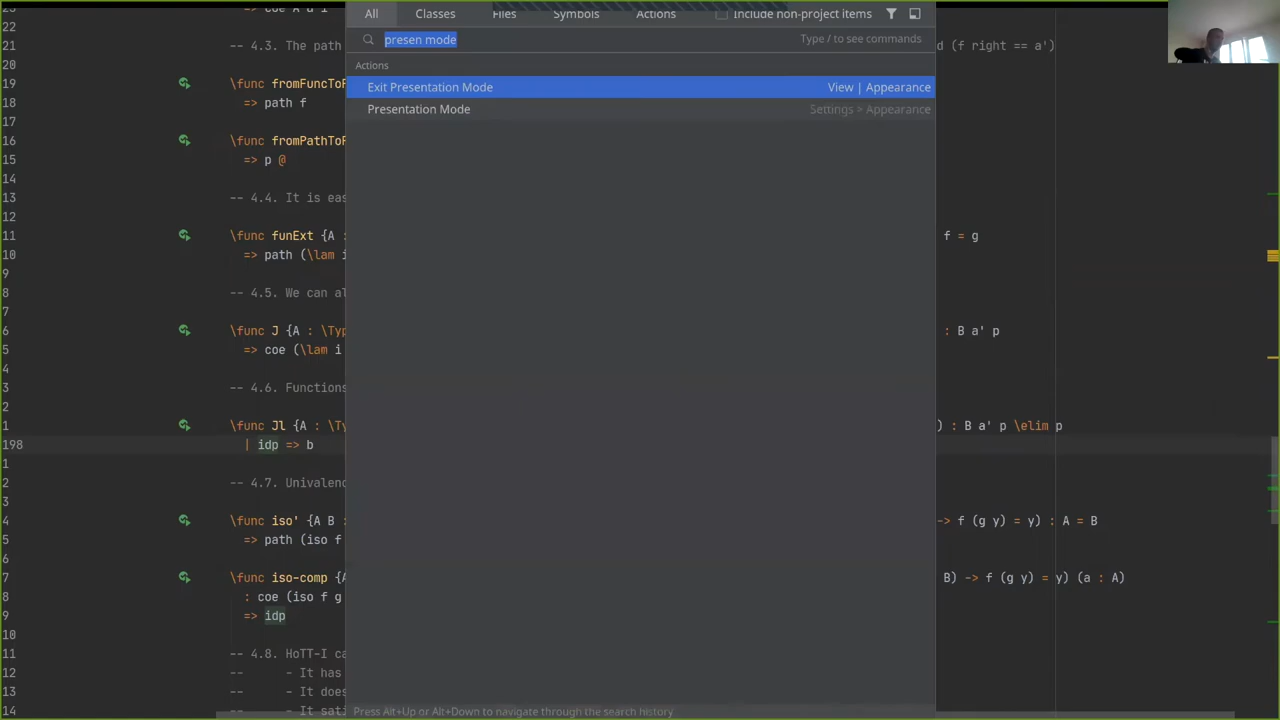 All Classes Files Symbols Actions Include non-project items
presen mode Type / to see commands
Actions
Exit Presentation Mode View | Appearance
Presentation Mode Settings > Appearance
Press Alt+Up or Alt+Down to navigate through the search history
22
21 -- 4.3. The path d (f right == a')
20
19 \func fromFuncToP
18 => path f
17
16 \func fromPathToF
15 => p @
14
13 -- 4.4. It is eas
12
11 \func funExt {A : f = g
10 => path (\lam i
9
8 -- 4.5. We can al
7
6 \func J {A : \Typ : B a' p
5 => coe (\lam i
4
3 -- 4.6. Functions
2
1 \func Jl {A : \Ty ) : B a' p \elim p
198 | idp => b
1
2 -- 4.7. Univalenc
3
4 \func iso' {A B : -> f (g y) = y) : A = B
5 => path (iso f
6
7 \func iso-comp {A B) -> f (g y) = y) (a : A)
8 : coe (iso f g
9 => idp
10
11 -- 4.8. HoTT-I ca
12 -- - It has
13 -- - It does
14 -- - It sati